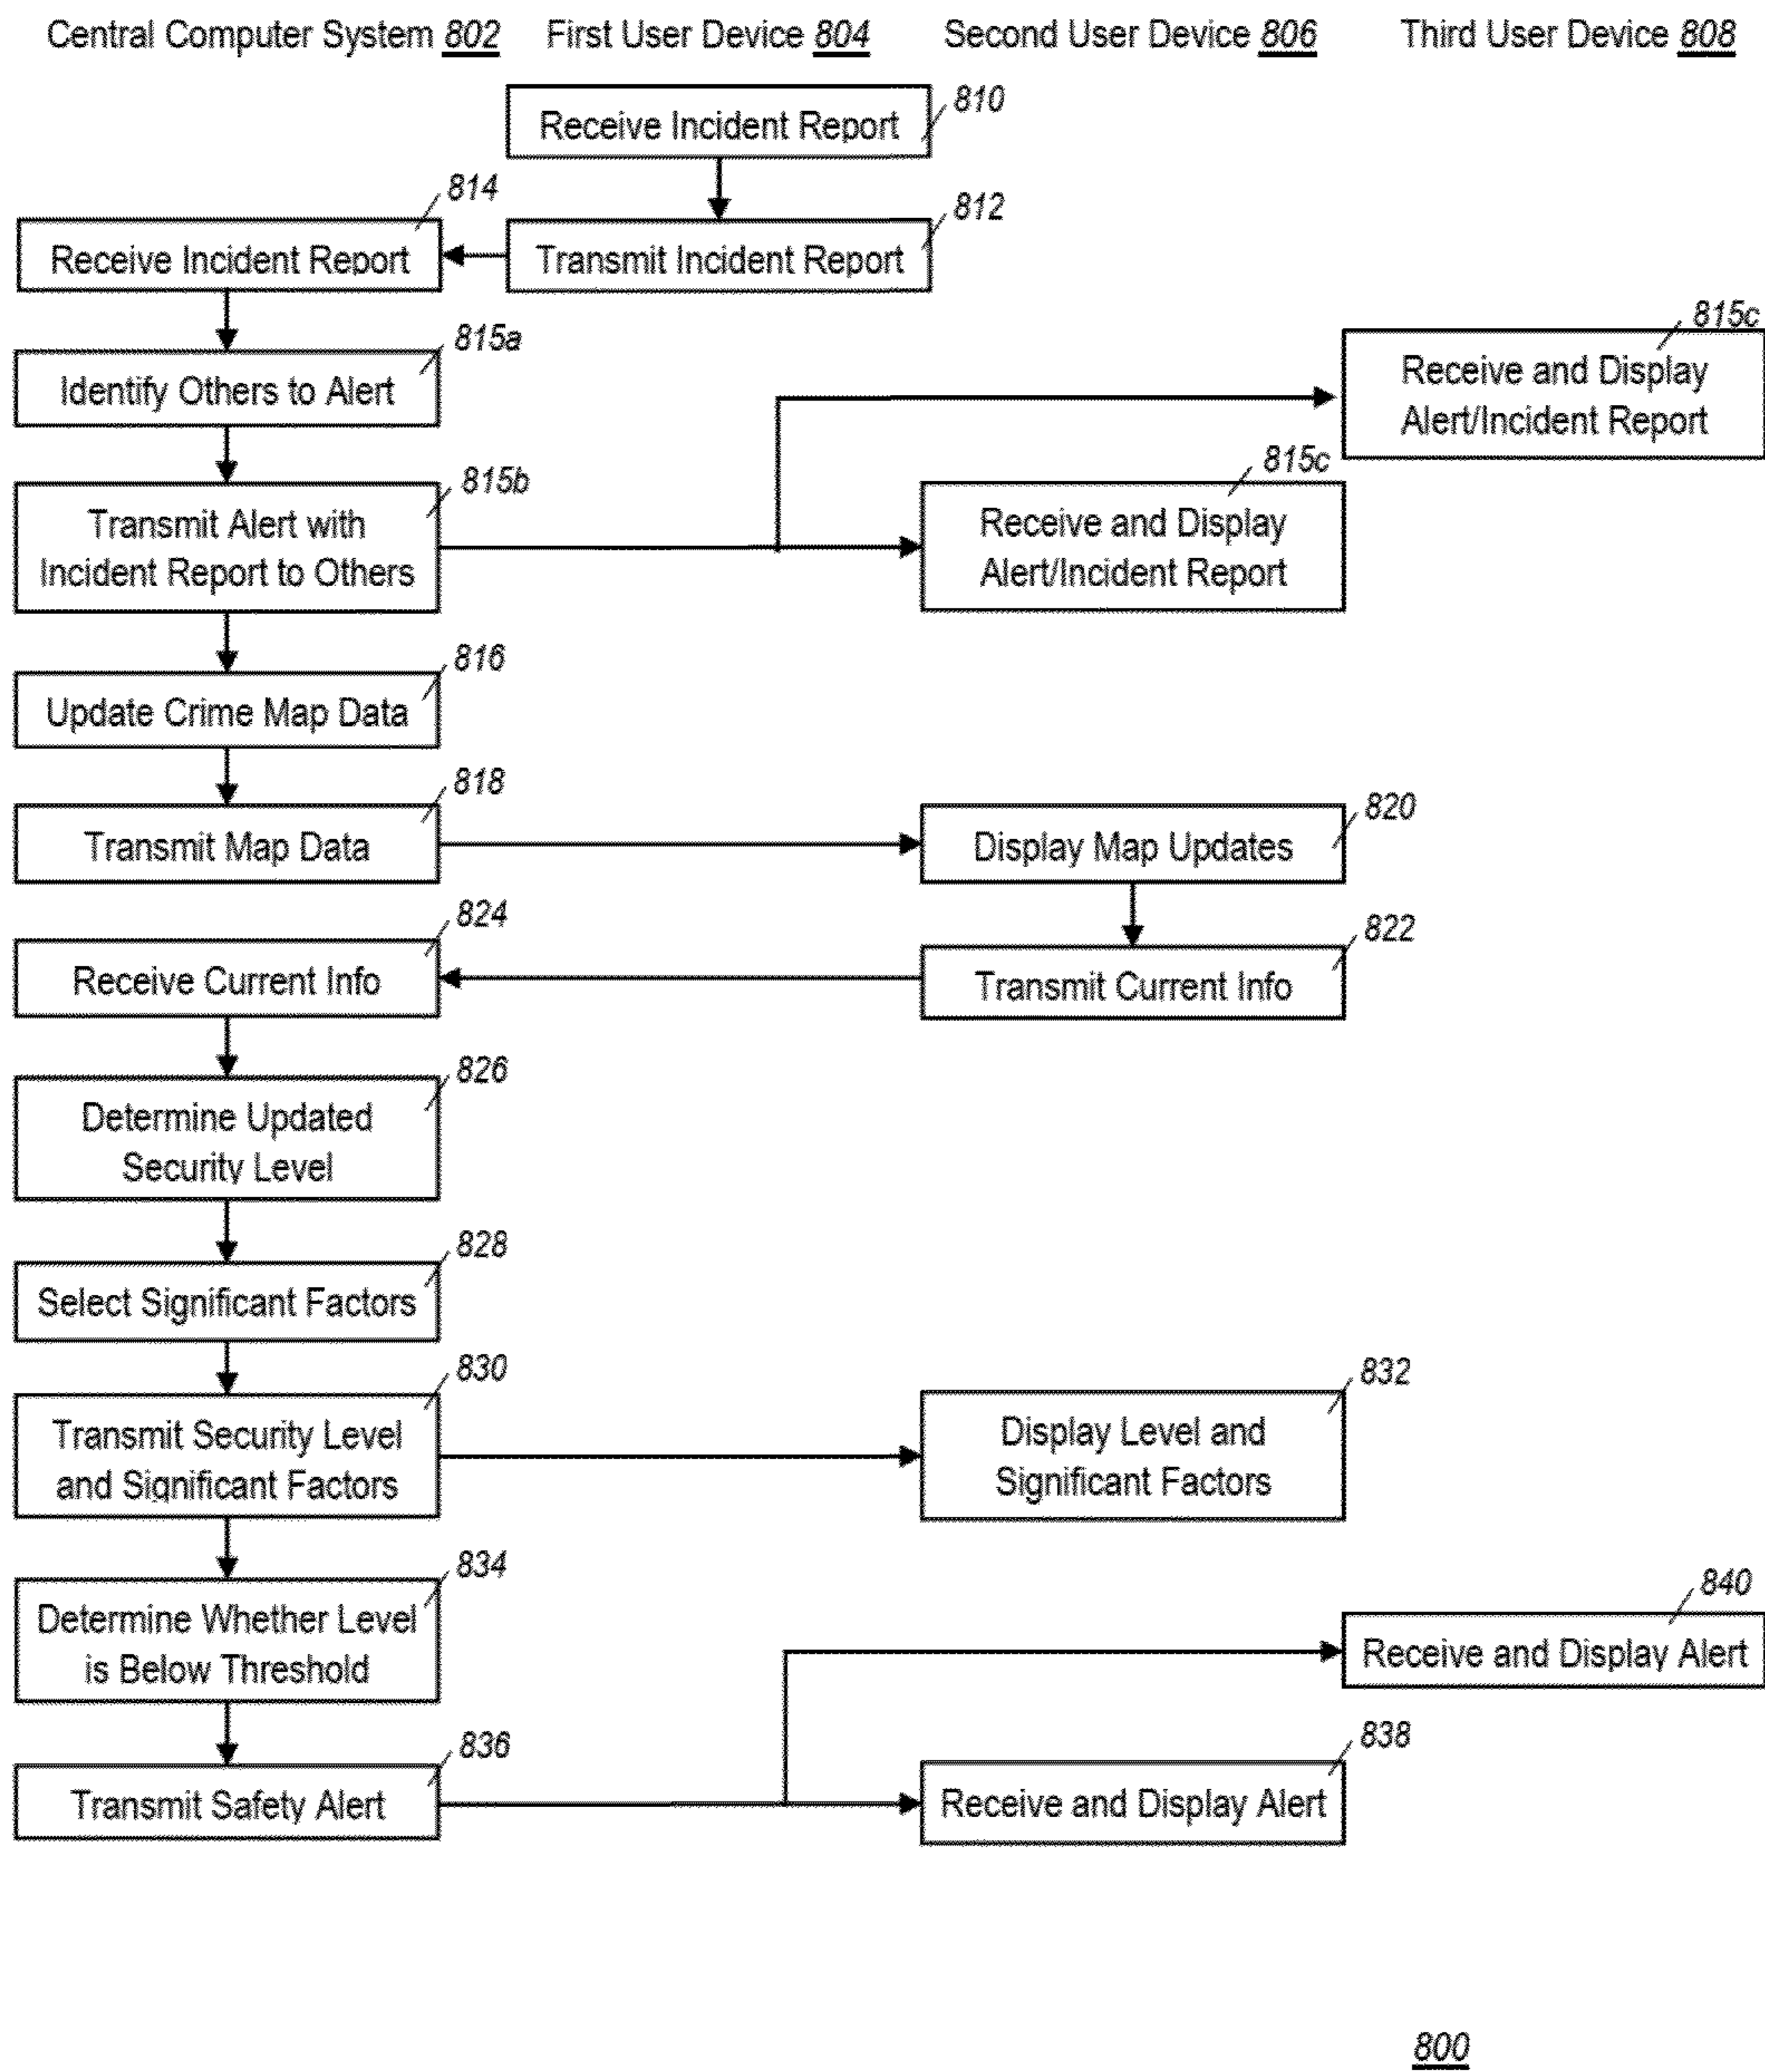 Central Computer System 802 First User Device 804 Second User Device 806 Third User Device 808
810
Receive Incident Report
814
812
Receive Incident Report
Transmit Incident Report
815a
815c
Identify Others to Alert
Receive and Display
Alert/Incident Report
815b
815c
Transmit Alert with
Incident Report to Others
Receive and Display
Alert/Incident Report
816
Update Crime Map Data
818
820
Transmit Map Data
Display Map Updates
824
822
Receive Current Info
Transmit Current Info
826
Determine Updated
Security Level
828
Select Significant Factors
830
832
Transmit Security Level
and Significant Factors
Display Level and
Significant Factors
834
840
Determine Whether Level
is Below Threshold
Receive and Display Alert
836
838
Transmit Safety Alert
Receive and Display Alert
800